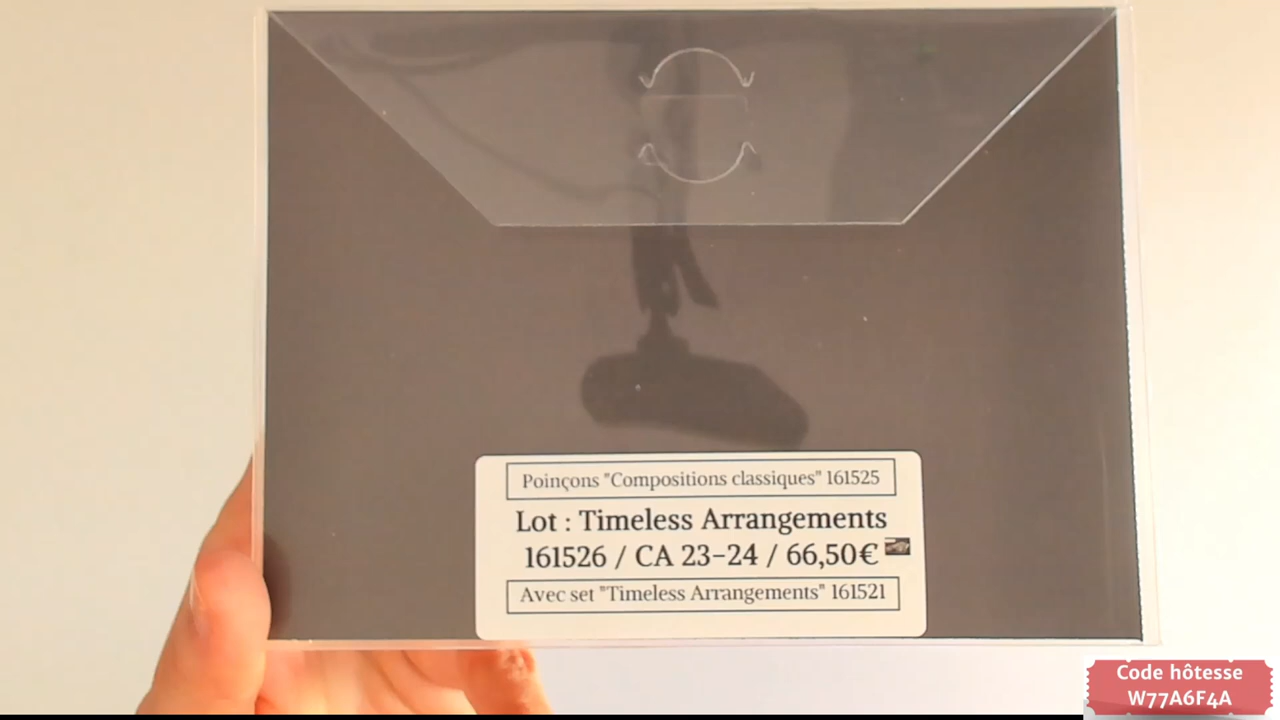 Poinçons "Compositions classiques" 161525
Lot : Timeless Arrangements
161526 / CA 23-24 / 66,50€
Avec set "Timeless Arrangements" 161521
Code hôtesse
W77A6F4A